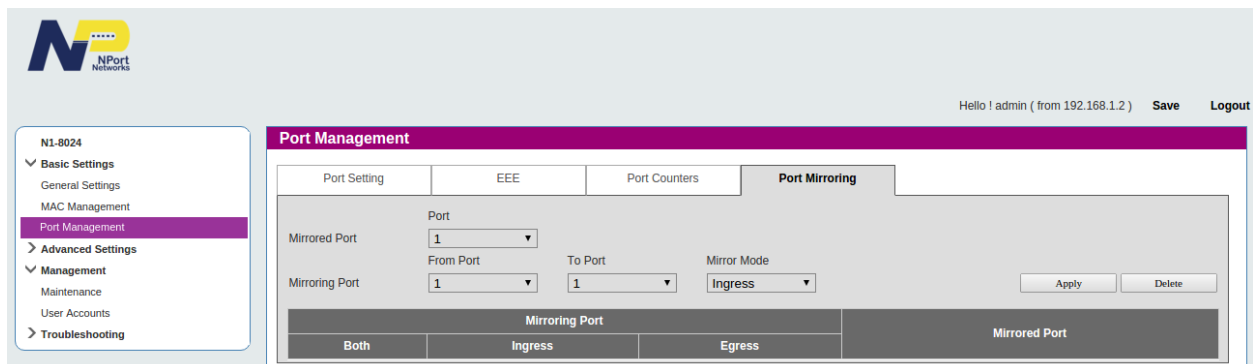 NP
NPort
Networks
Hello ! admin ( from 192.168.1.2 ) Save Logout
N1-8024
Basic Settings
General Settings
MAC Management
Port Management
Advanced Settings
Management
Maintenance
User Accounts
Troubleshooting
Port Management
Port Setting EEE Port Counters Port Mirroring
Port
Mirrored Port 1
From Port To Port Mirror Mode
Mirroring Port 1 1 Ingress Apply Delete
Mirroring Port Mirrored Port
Both Ingress Egress